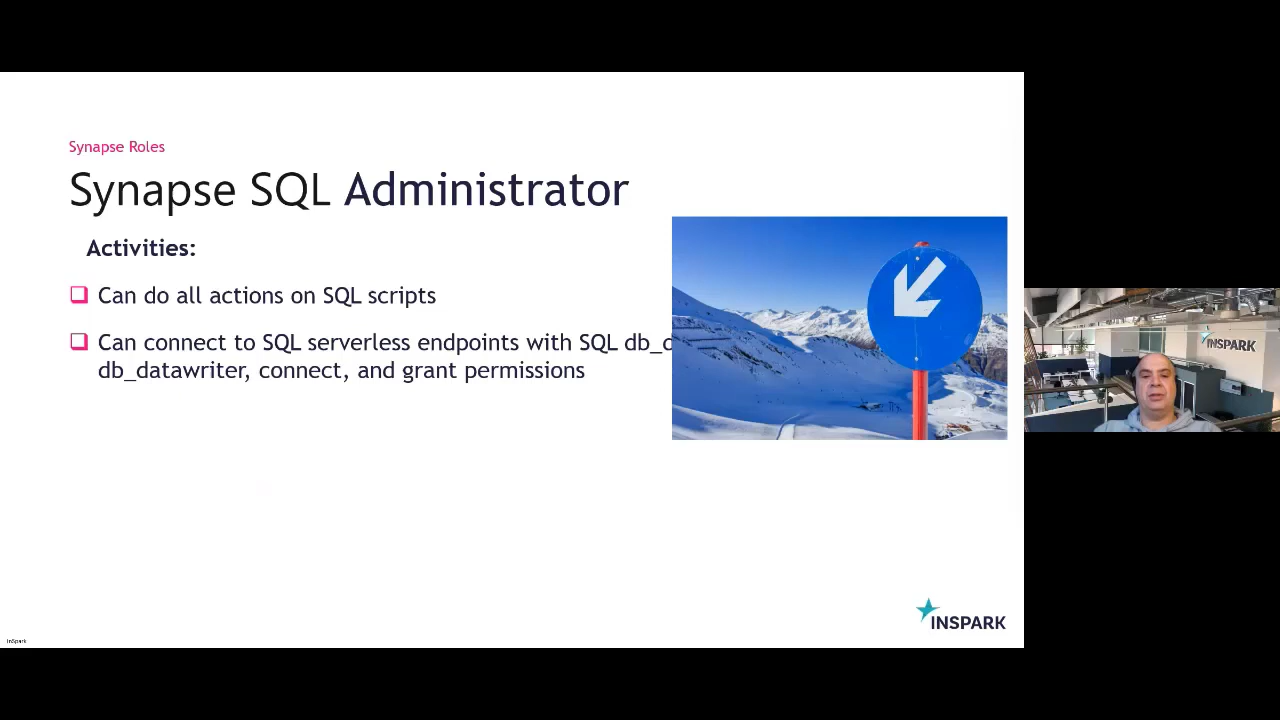 Synapse Roles
Synapse SQL Administrator
Activities:
Can do all actions on SQL scripts
Can connect to SQL serverless endpoints with SQL
db_datawriter, connect, and grant permissions
INSPARK
INSPARK
InSpark